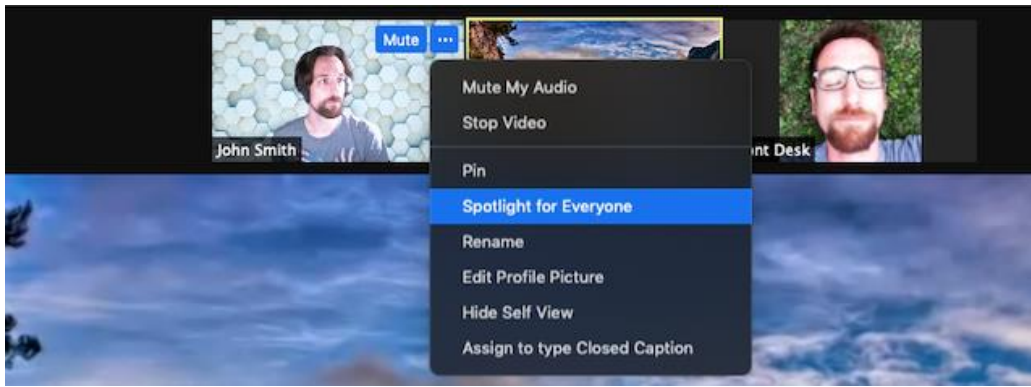 Mute ...
Mute My Audio
Stop Video
John Smith
nt Desk
Pin
Spotlight for Everyone
Rename
Edit Profile Picture
Hide Self View
Assign to type Closed Caption